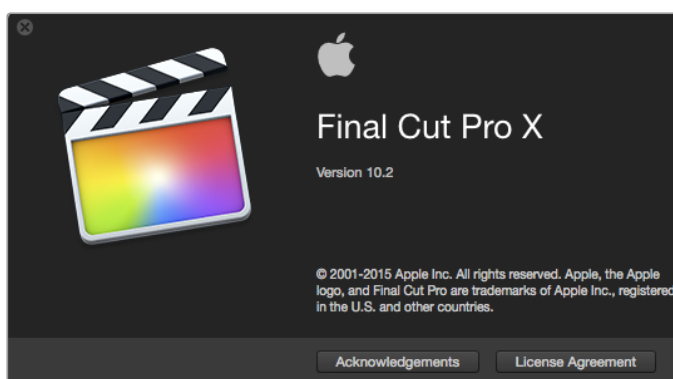 Final Cut Pro X
Version 10.2
© 2001-2015 Apple Inc. All rights reserved. Apple, the Apple
logo, and Final Cut Pro are trademarks of Apple Inc., registered
in the U.S. and other countries.
Acknowledgements
License Agreement